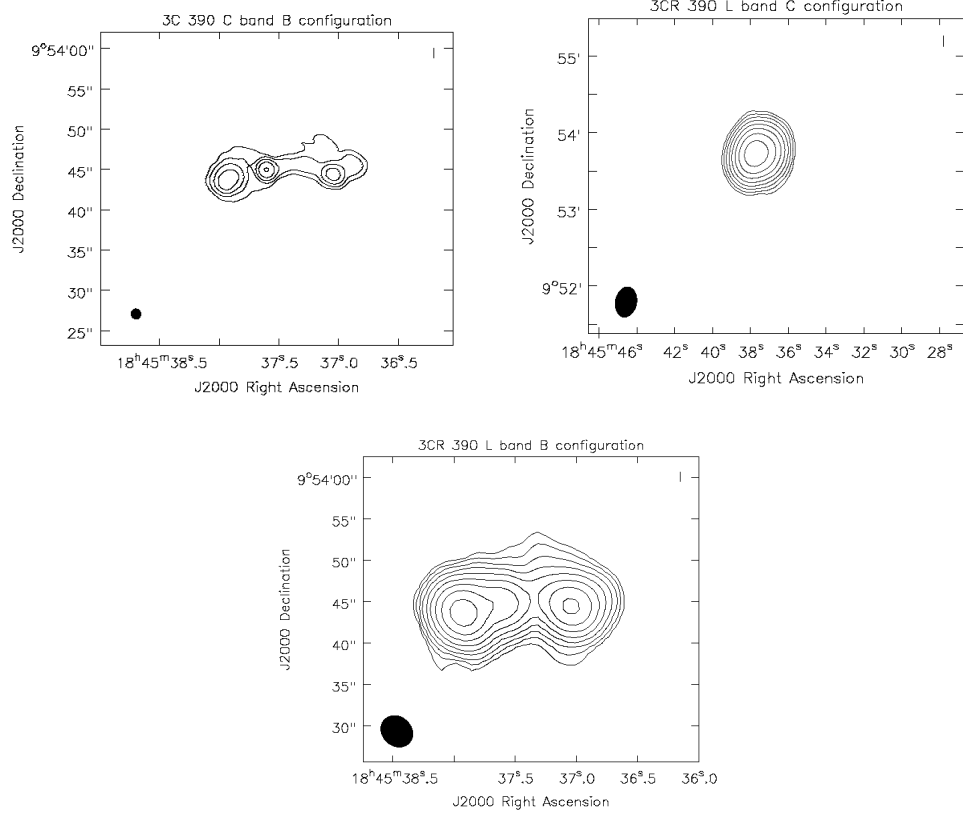 3C 390 C band B configuration
I
9°54'00"
55"
50"
45"
40"
35"
30"
25"
J2000 Declination
18ʰ45ᵐ38ˢ.5
37ˢ.5
37ˢ.0
36ˢ.5
J2000 Right Ascension
3CR 390 L band C configuration
I
55'
54'
53'
9°52'
J2000 Declination
18ʰ45ᵐ46ˢ
42ˢ
40ˢ
38ˢ
36ˢ
34ˢ
32ˢ
30ˢ
28ˢ
J2000 Right Ascension
3CR 390 L band B configuration
I
9°54'00"
55"
50"
45"
40"
35"
30"
J2000 Declination
18ʰ45ᵐ38ˢ.5
37ˢ.5
37ˢ.0
36ˢ.5
36ˢ.0
J2000 Right Ascension